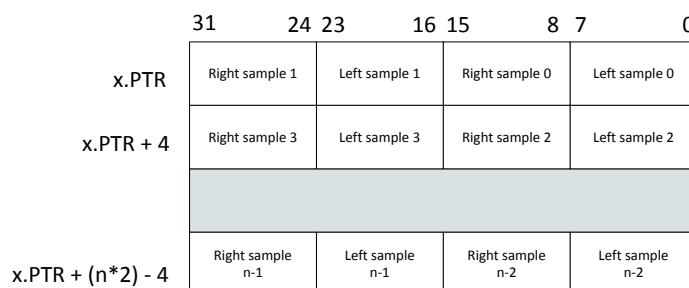 31 24 23 16 15 8 7 0
x.PTR Right sample 1 Left sample 1 Right sample 0 Left sample 0
x.PTR + 4 Right sample 3 Left sample 3 Right sample 2 Left sample 2
x.PTR + (n*2) - 4 Right sample Left sample Right sample Left sample
n-1 n-1 n-2 n-2